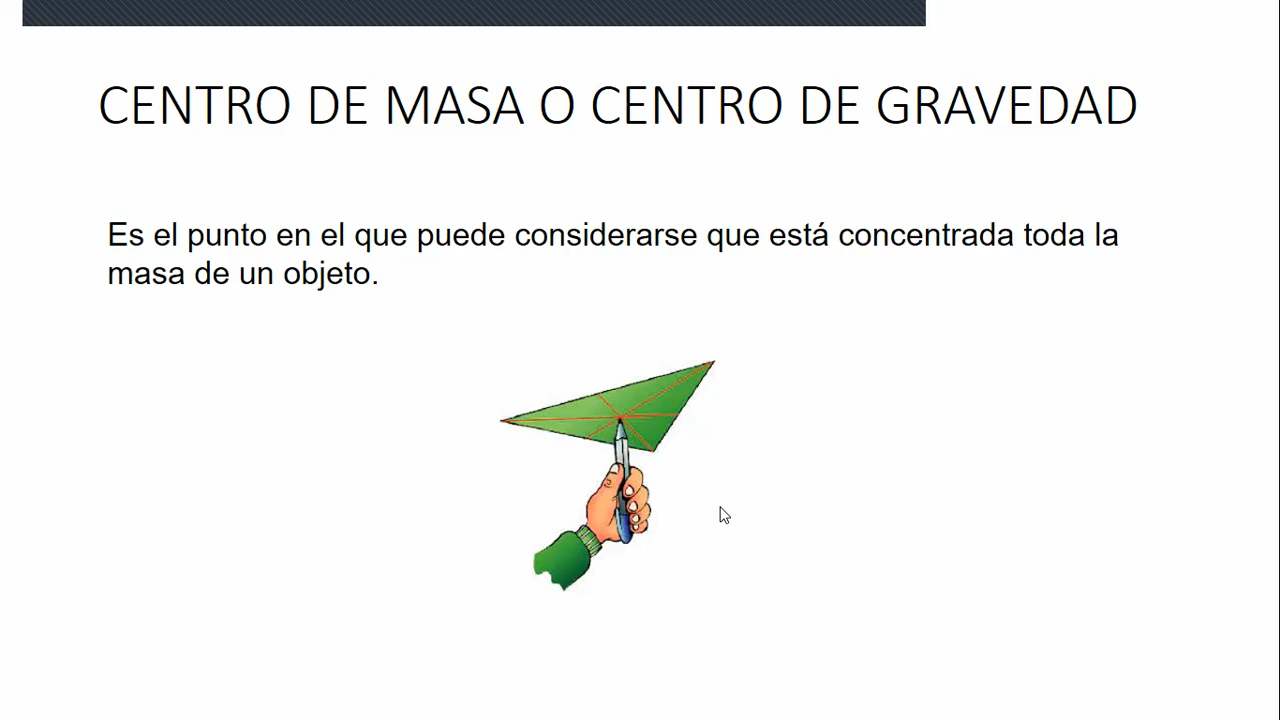 CENTRO DE MASA O CENTRO DE GRAVEDAD
Es el punto en el que puede considerarse que está concentrada toda la
masa de un objeto.